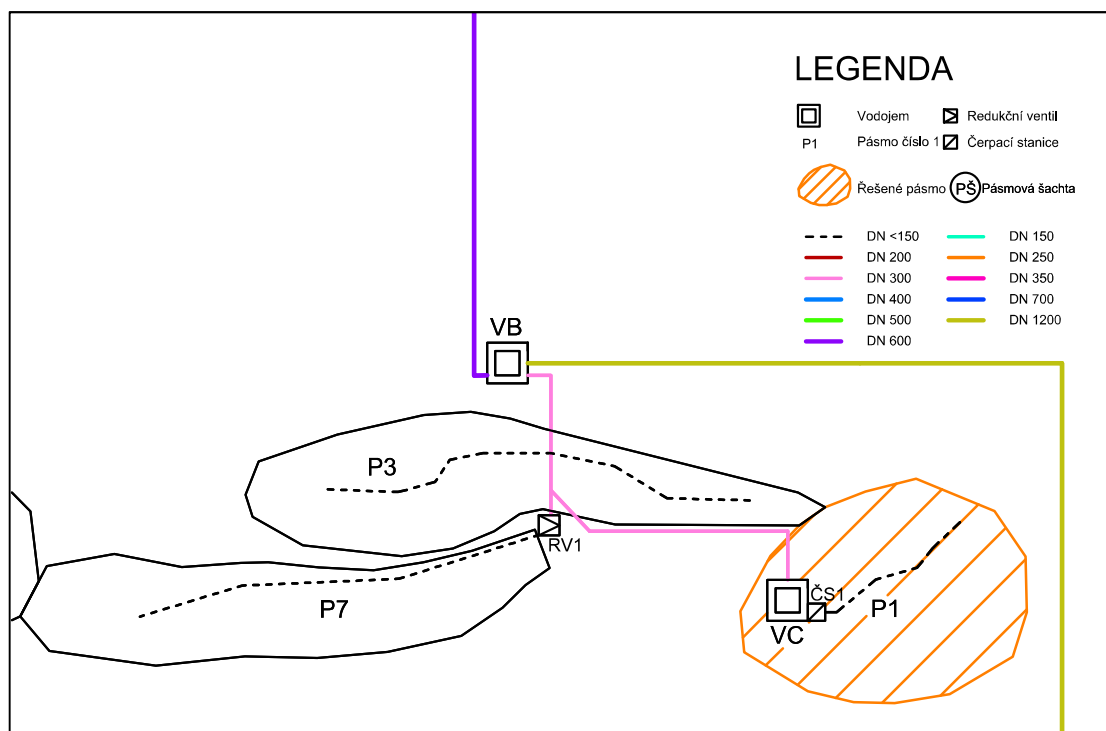 LEGENDA
Vodojem
Redukční ventil
P1
Pásmo číslo 1
Čerpací stanice
Řešené pásmo
PŠ
Pásmová šachta
DN <150
DN 150
DN 200
DN 250
DN 300
DN 350
DN 400
DN 700
DN 500
DN 1200
DN 600
VB
P3
RV1
P7
ČS1
P1
VC